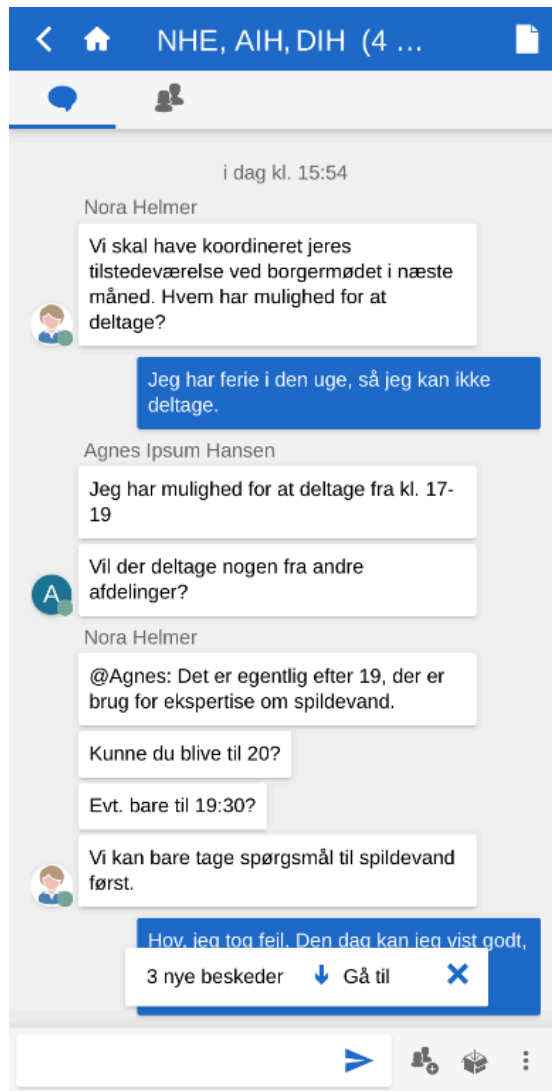 NHE, AIH, DIH (4 ...
i dag kl. 15:54
Nora Helmer
Vi skal have koordineret jeres
tilstedeværelse ved borgermødet i næste
måned. Hvem har mulighed for at
deltage?
Jeg har ferie i den uge, så jeg kan ikke
deltage.
Agnes Ipsum Hansen
Jeg har mulighed for at deltage fra kl. 17-
19
Vil der deltage nogen fra andre
afdelinger?
A
Nora Helmer
@Agnes: Det er egentlig efter 19, der er
brug for ekspertise om spildevand.
Kunne du blive til 20?
Evt. bare til 19:30?
Vi kan bare tage spørgsmål til spildevand
først.
Hov, jeg tog fejl. Den dag kan jeg vist godt,
3 nye beskeder Gå til